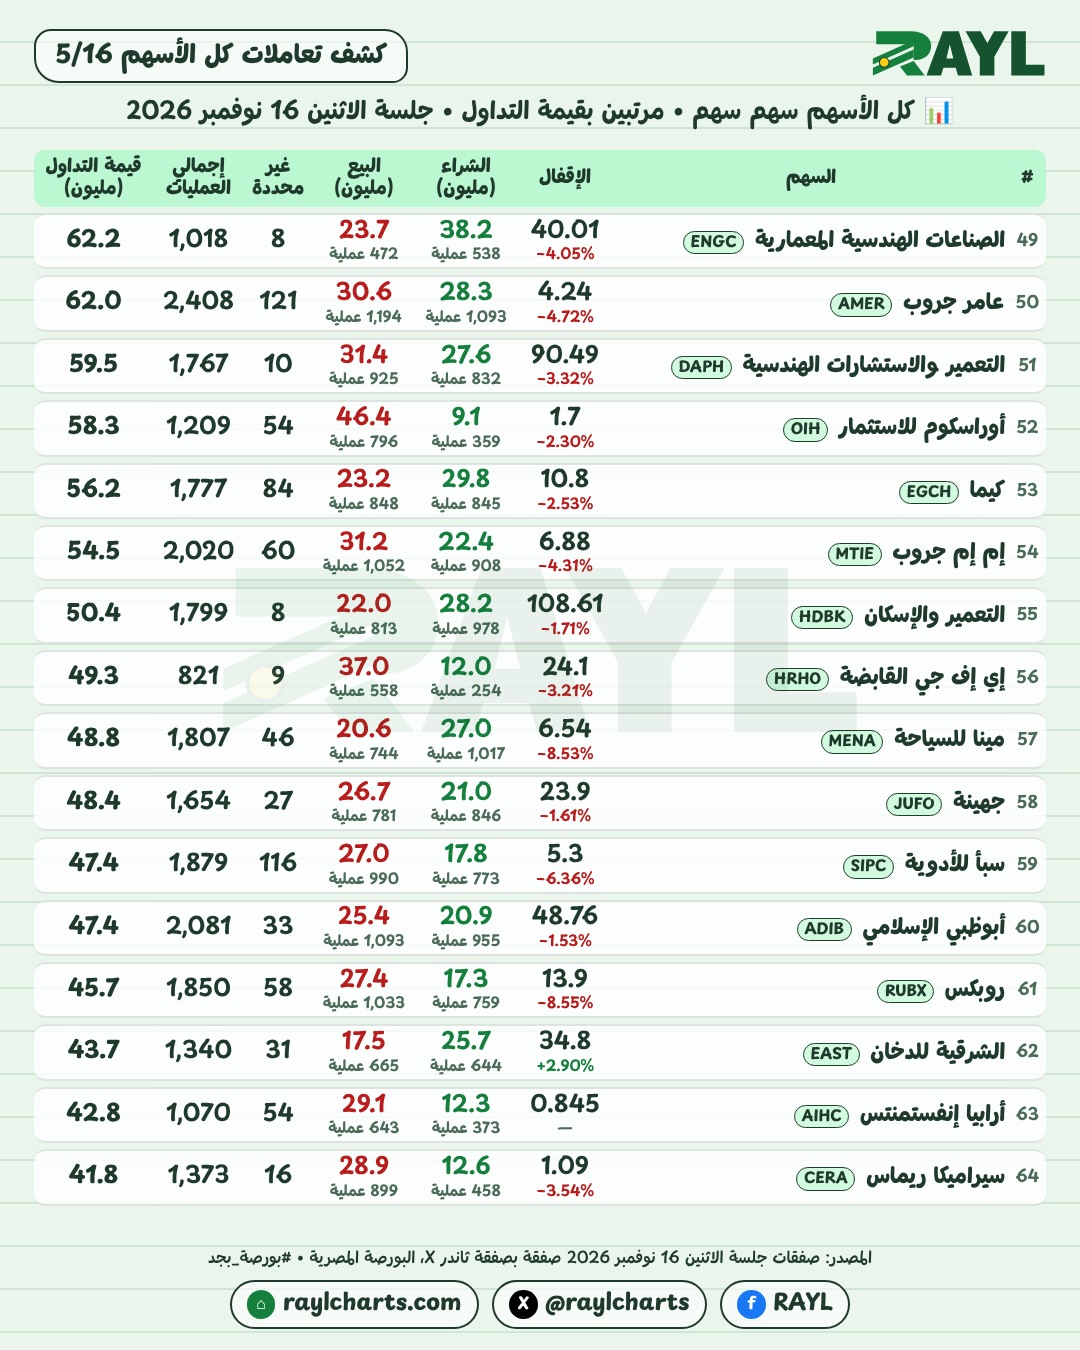 RAYL
كشف تعاملات كل الأسهم 5/16
📊 كل الأسهم سهم سهم • مرتبين بقيمة التداول • جلسة الاثنين 16 نوفمبر 2026
# السهم الإقفال الشراء (مليون) البيع (مليون) غير محددة إجمالي العمليات قيمة التداول (مليون)
49 الصناعات الهندسية المعمارية ENGC 40.01 38.2 23.7 8 1,018 62.2
-4.05% 538 عملية 472 عملية
50 عامر جروب AMER 4.24 28.3 30.6 121 2,408 62.0
-4.72% 1,093 عملية 1,194 عملية
51 التعمير والاستشارات الهندسية DAPH 90.49 27.6 31.4 10 1,767 59.5
-3.32% 832 عملية 925 عملية
52 أوراسكوم للاستثمار OIH 1.7 9.1 46.4 54 1,209 58.3
-2.30% 359 عملية 796 عملية
53 كيما EGCH 10.8 29.8 23.2 84 1,777 56.2
-2.53% 845 عملية 848 عملية
54 إم إم جروب MTIE 6.88 22.4 31.2 60 2,020 54.5
-4.31% 908 عملية 1,052 عملية
55 التعمير والإسكان HDBK 108.61 28.2 22.0 8 1,799 50.4
-1.71% 978 عملية 813 عملية
56 إي إف جي القابضة HRHO 24.1 12.0 37.0 9 821 49.3
-3.21% 254 عملية 558 عملية
57 مينا للسياحة MENA 6.54 27.0 20.6 46 1,807 48.8
-8.53% 1,017 عملية 744 عملية
58 جهينة JUFO 23.9 21.0 26.7 27 1,654 48.4
-1.61% 846 عملية 781 عملية
59 سبأ للأدوية SIPC 5.3 17.8 27.0 116 1,879 47.4
-6.36% 773 عملية 990 عملية
60 أبوظبي الإسلامي ADIB 48.76 20.9 25.4 33 2,081 47.4
-1.53% 955 عملية 1,093 عملية
61 روبكس RUBX 13.9 17.3 27.4 58 1,850 45.7
-8.55% 759 عملية 1,033 عملية
62 الشرقية للدخان EAST 34.8 25.7 17.5 31 1,340 43.7
+2.90% 644 عملية 665 عملية
63 أرابيا إنفستمنتس AIHC 0.845 12.3 29.1 54 1,070 42.8
— 373 عملية 643 عملية
64 سيراميكا ريماس CERA 1.09 12.6 28.9 16 1,373 41.8
-3.54% 458 عملية 899 عملية
RAYL
المصدر: صفقات جلسة الاثنين 16 نوفمبر 2026 صفقة بصفقة ثاندر X، البورصة المصرية • #بورصة_بجد
RAYL @raylcharts raylcharts.com